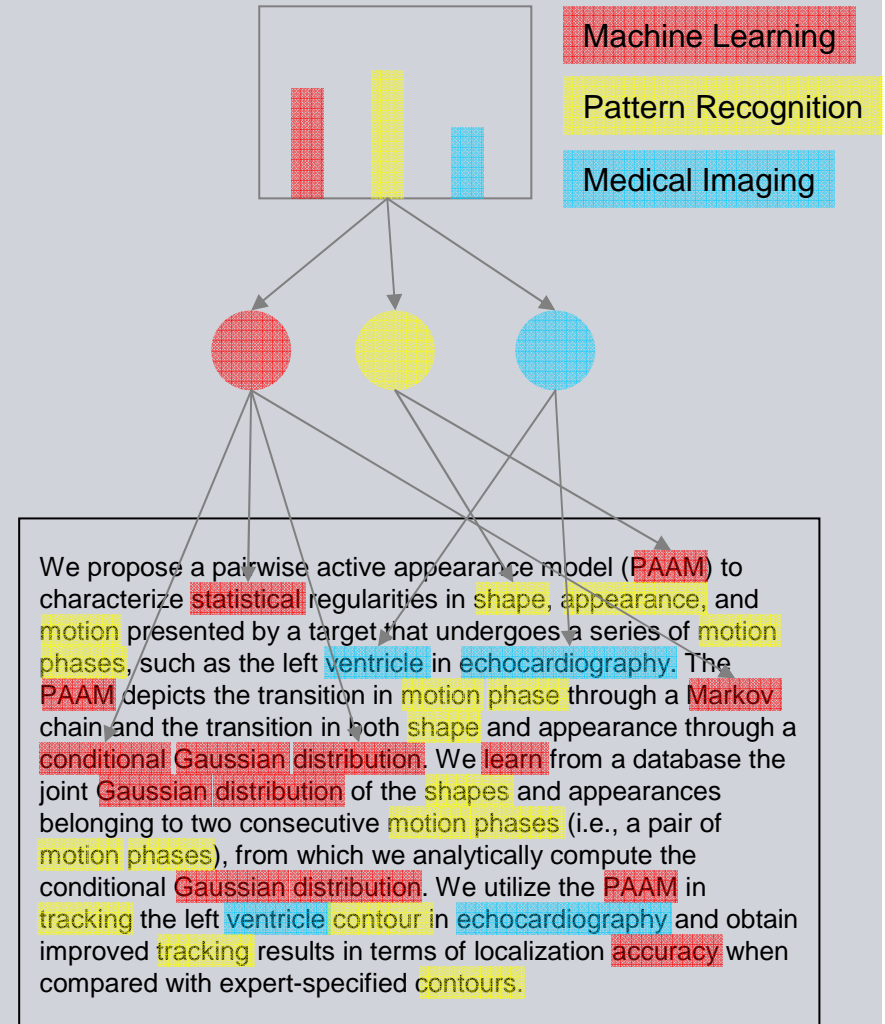 Machine Learning
Pattern Recognition
Medical Imaging
We propose a pairwise active appearance model (PAAM) to
characterize statistical regularities in shape, appearance, and
motion presented by a target that undergoes a series of motion
phases, such as the left ventricle in echocardiography. The
PAAM depicts the transition in motion phase through a Markov
chain and the transition in both shape and appearance through a
conditional Gaussian distribution. We learn from a database the
joint Gaussian distribution of the shapes and appearances
belonging to two consecutive motion phases (i.e., a pair of
motion phases), from which we analytically compute the
conditional Gaussian distribution. We utilize the PAAM in
tracking the left ventricle contour in echocardiography and obtain
improved tracking results in terms of localization accuracy when
compared with expert-specified contours.